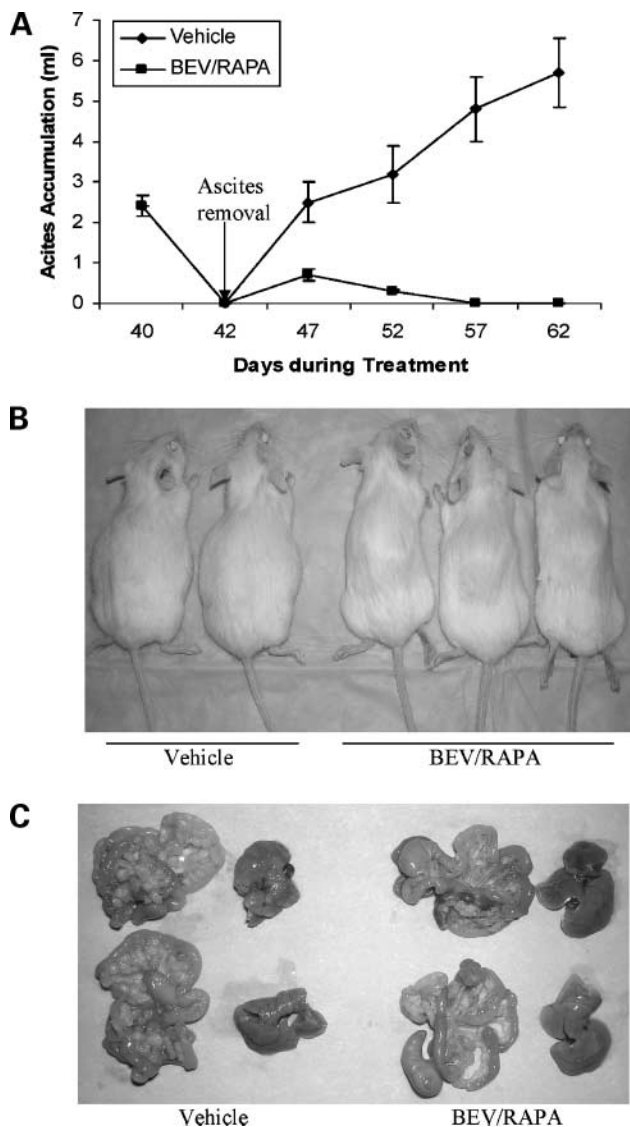 A
Vehicle
BEV/RAPA
Acites Accumulation (ml)
7
6
5
4
3
2
1
0
Ascites
removal
40 42 47 52 57 62
Days during Treatment
B
Vehicle BEV/RAPA
C
Vehicle BEV/RAPA